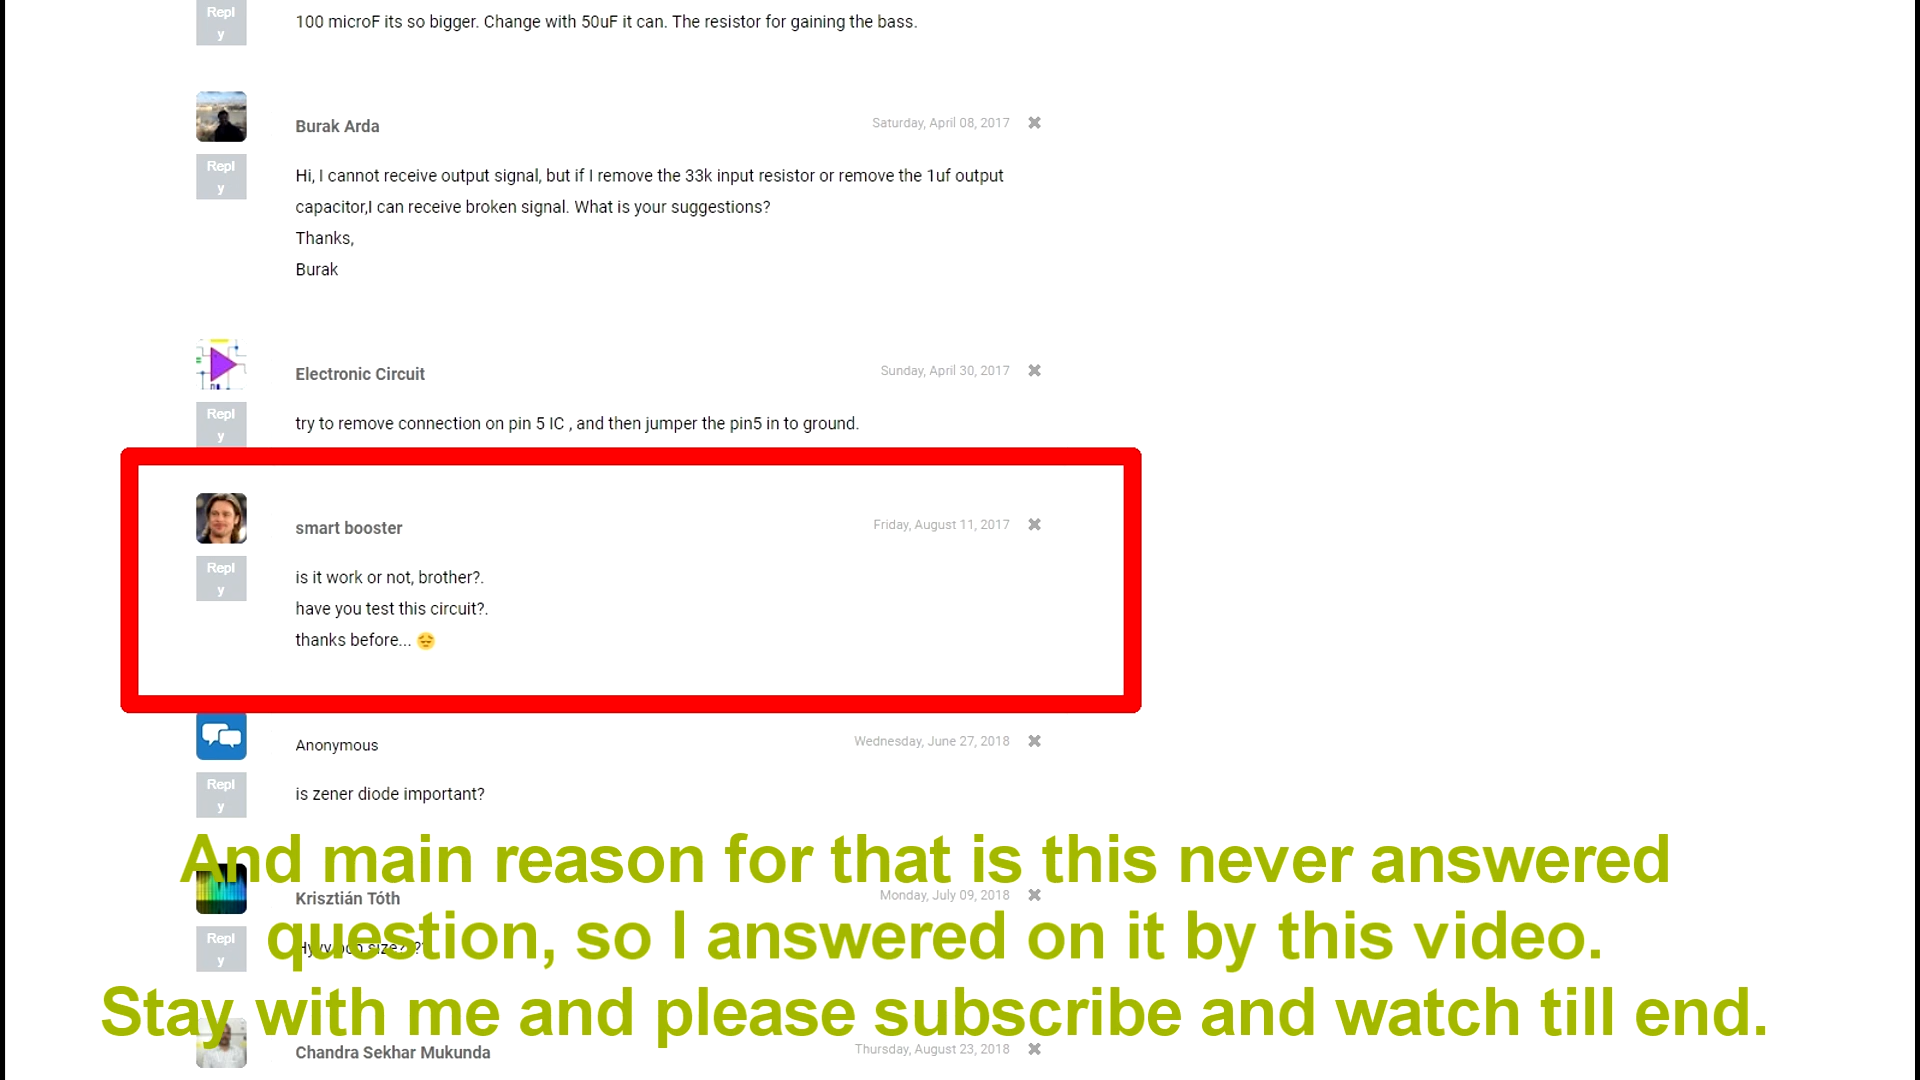 Repl
y
100 microF its so bigger. Change with 50uF it can. The resistor for gaining the bass.
Burak Arda
Saturday, April 08, 2017
Repl
y
Hi, I cannot receive output signal, but if I remove the 33k input resistor or remove the 1uf output
capacitor,I can receive broken signal. What is your suggestions?
Thanks,
Burak
Electronic Circuit
Sunday, April 30, 2017
Repl
y
try to remove connection on pin 5 IC , and then jumper the pin5 in to ground.
smart booster
Friday, August 11, 2017
Repl
y
is it work or not, brother?.
have you test this circuit?.
thanks before... 😔
Anonymous
Wednesday, June 27, 2018
Repl
y
is zener diode important?
And main reason for that is this never answered
question, so I answered on it by this video.
Stay with me and please subscribe and watch till end.
Krisztián Tóth
Monday, July 09, 2018
Repl
y
Chandra Sekhar Mukunda
Thursday, August 23, 2018